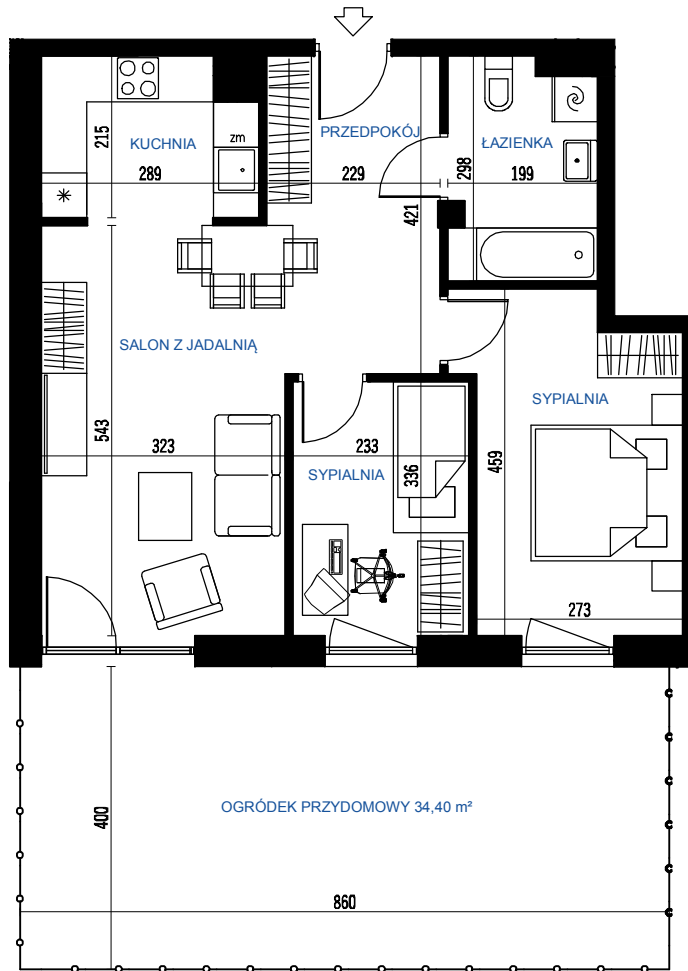 KUCHNIA
PRZEDPOKÓJ
ŁAZIENKA
zm
215
289
229
298
199
421
SALON Z JADALNIĄ
SYPIALNIA
543
323
SYPIALNIA
233
336
459
273
OGRÓDEK PRZYDOMOWY 34,40 m²
400
860